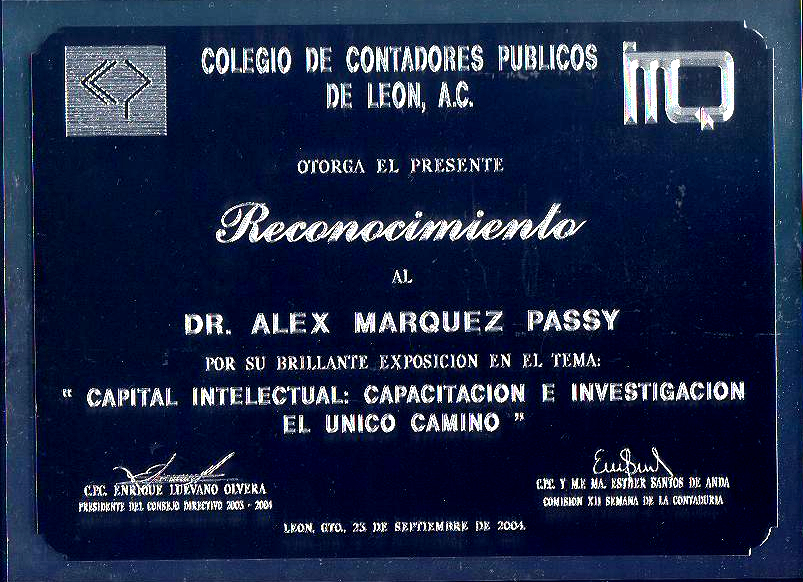 COLEGIO DE CONTADORES PUBLICOS
DE LEON, A.C.
OTORGA EL PRESENTE
Reconocimiento
AL
DR. ALEX MARQUEZ PASSY
POR SU BRILLANTE EXPOSICION EN EL TEMA:
" CAPITAL INTELECTUAL: CAPACITACION E INVESTIGACION
EL UNICO CAMINO "
C.P.C. ENRIQUE LUEVANO OLVERA
PRESIDENTE DEL CONSEJO DIRECTIVO 2003 - 2004
C.P.C. Y M.F. MA. ESTHER SANTOS DE ANDA
COMISION XII SEMANA DE LA CONTADURIA
LEON, GTO., 23 DE SEPTIEMBRE DE 2004.